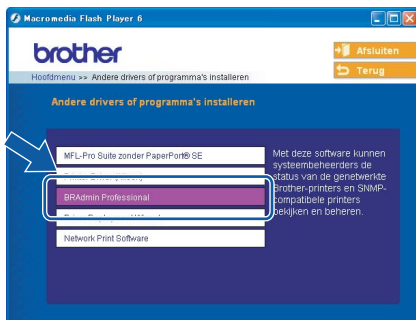 Macromedia Flash Player 6
brother
Afsluiten
Hoofdmenu >> Andere drivers of programma's installeren
Terug
Andere drivers of programma's installeren
MFL-Pro Suite zonder PaperPort® SE
BRAdmin Professional
Network Print Software
Met deze software kunnen
systeembeheerders de
status van de genetwerkte
Brother-printers en SNMP-
compatibele printers
bekijken en beheren.